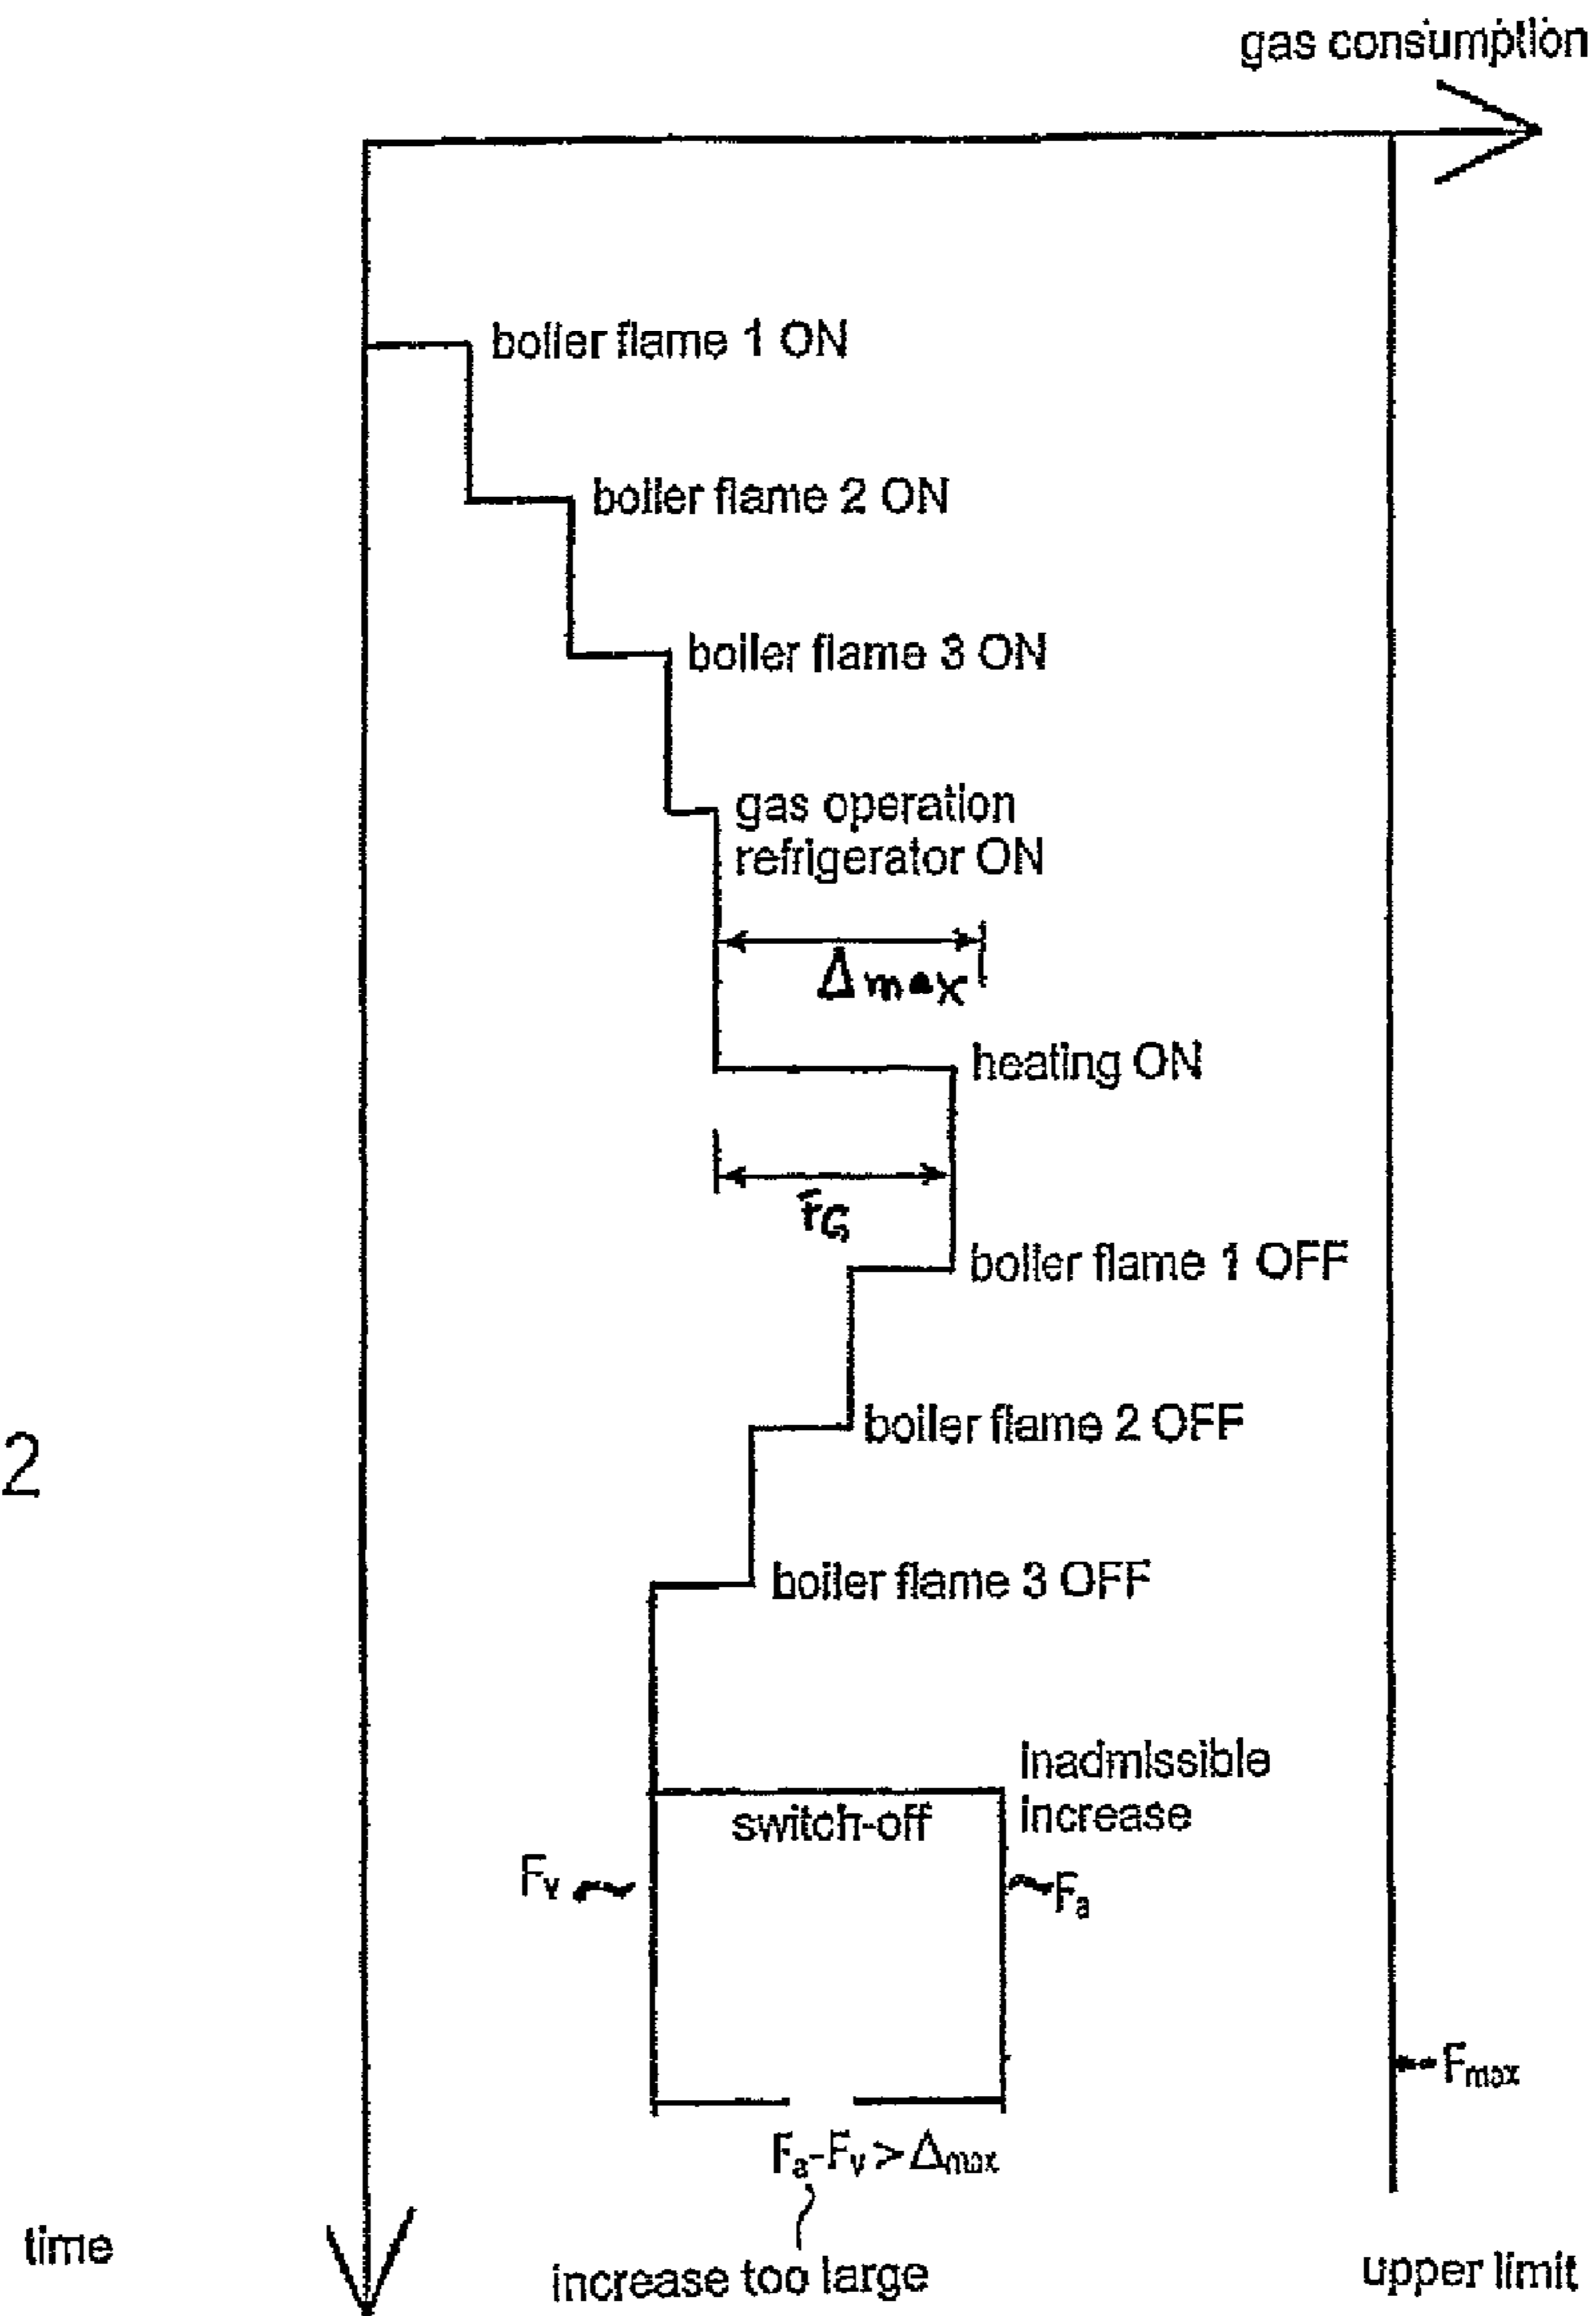 gas consumption
boiler flame 1 ON
boiler flame 2 ON
boiler flame 3 ON
gas operation
refrigerator ON
Δmax
heating ON
rG
boiler flame 1 OFF
boiler flame 2 OFF
2
boiler flame 3 OFF
inadmissible
increase
switch-off
Fv
Fa
Fmax
Fa-Fv>Δmax
time
increase too large
upper limit